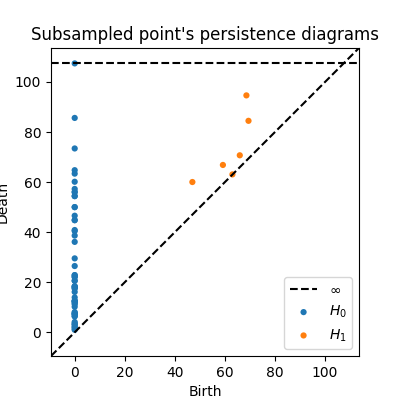 Subsampled point's persistence diagrams
100
80
60
40
20
0
Death
∞
H₀
H₁
0 20 40 60 80 100
Birth